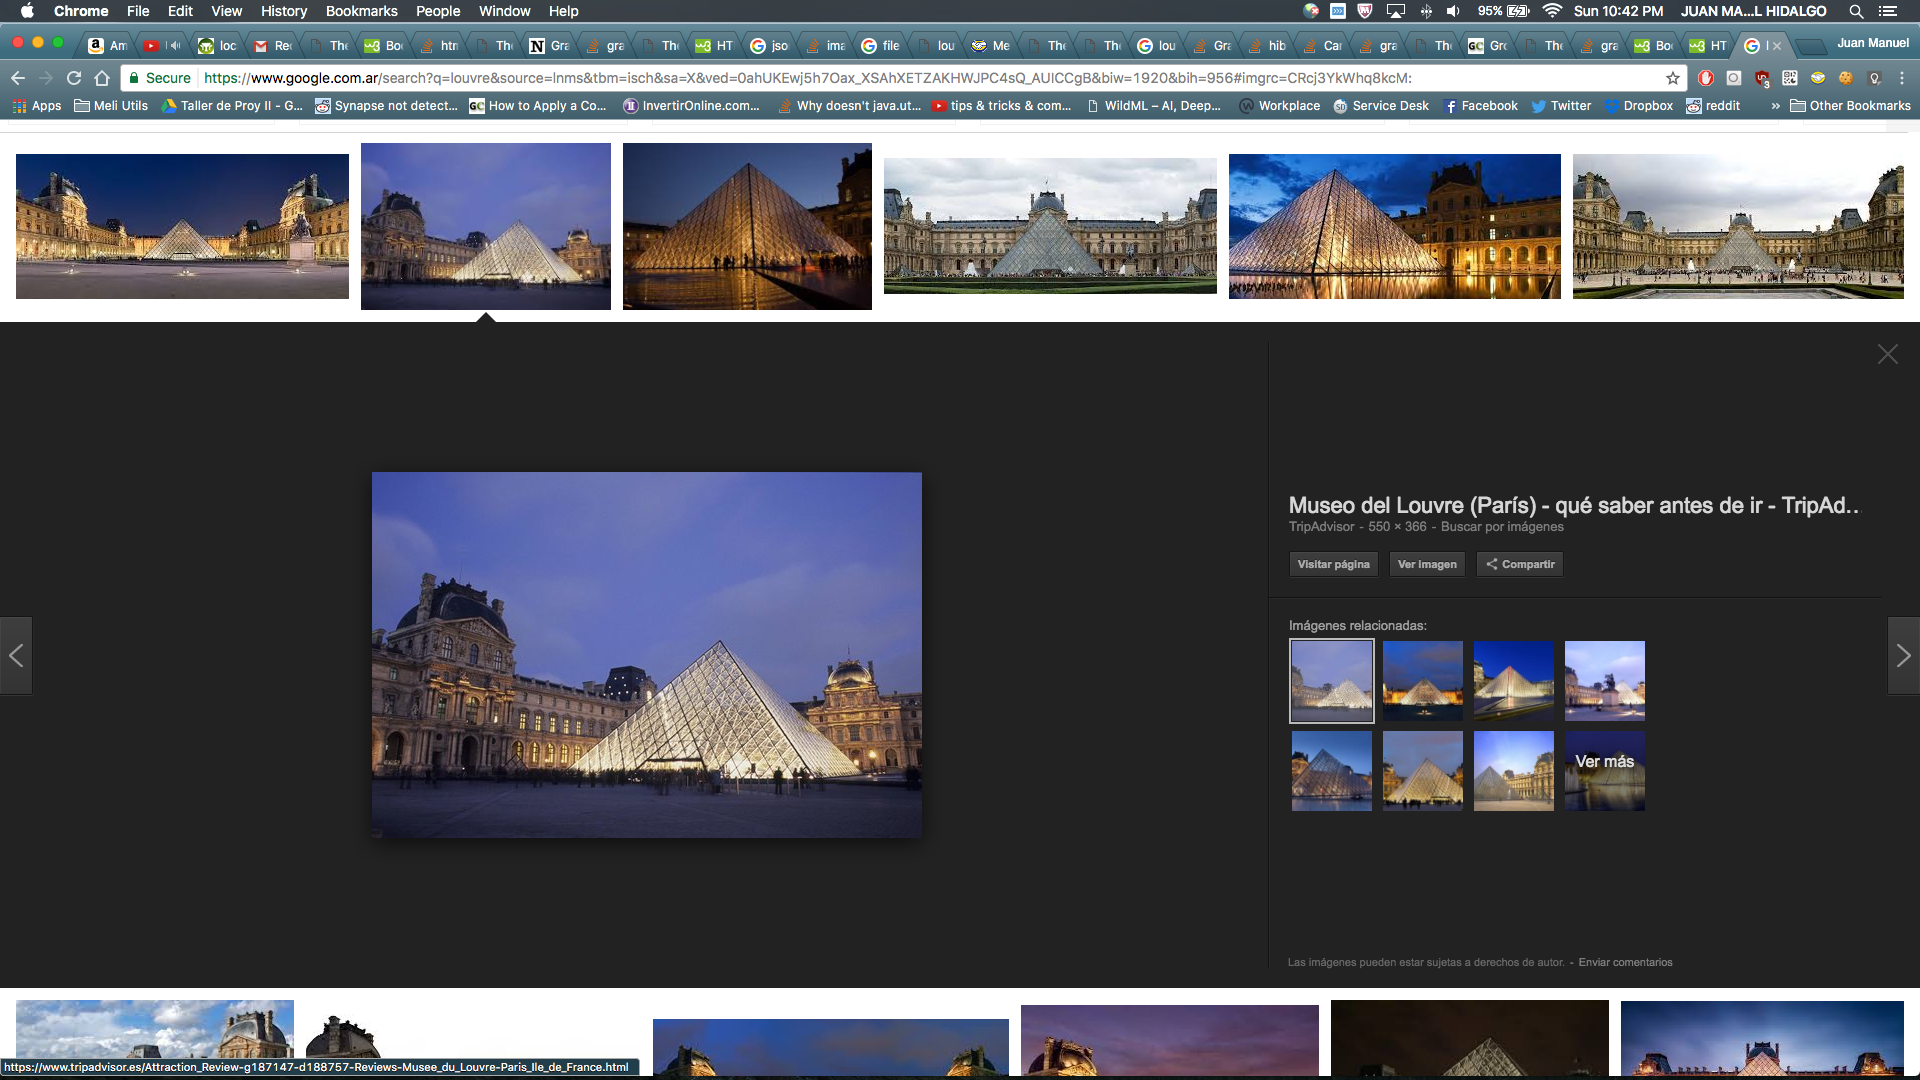 Chrome File Edit View History Bookmarks People Window Help 95% Sun 10:42 PM JUAN MA...L HIDALGO
Am loc Re The Bo htm The Gra gra The HT jso ima file lou Me The The lou Gra hib Car gra The Gro The gra Bo HT l Juan Manuel
Secure https://www.google.com.ar/search?q=louvre&source=lnms&tbm=isch&sa=X&ved=0ahUKEwj5h7Oax_XSAhXETZAKHWJPC4sQ_AUICCgB&biw=1920&bih=956#imgrc=CRcj3YkWhq8kcM: 3
Apps Meli Utils Taller de Proy II - G... Synapse not detect... GC How to Apply a Co... InvertirOnline.com... Why doesn't java.ut... tips & tricks & com... WildML – AI, Deep... Workplace SD Service Desk Facebook Twitter Dropbox reddit » Other Bookmarks
Museo del Louvre (París) - qué saber antes de ir - TripAd...
TripAdvisor - 550 × 366 - Buscar por imágenes
Visitar página Ver imagen Compartir
Imágenes relacionadas:
Ver más
Las imágenes pueden estar sujetas a derechos de autor. - Enviar comentarios
https://www.tripadvisor.es/Attraction_Review-g187147-d188757-Reviews-Musee_du_Louvre-Paris_Ile_de_France.html